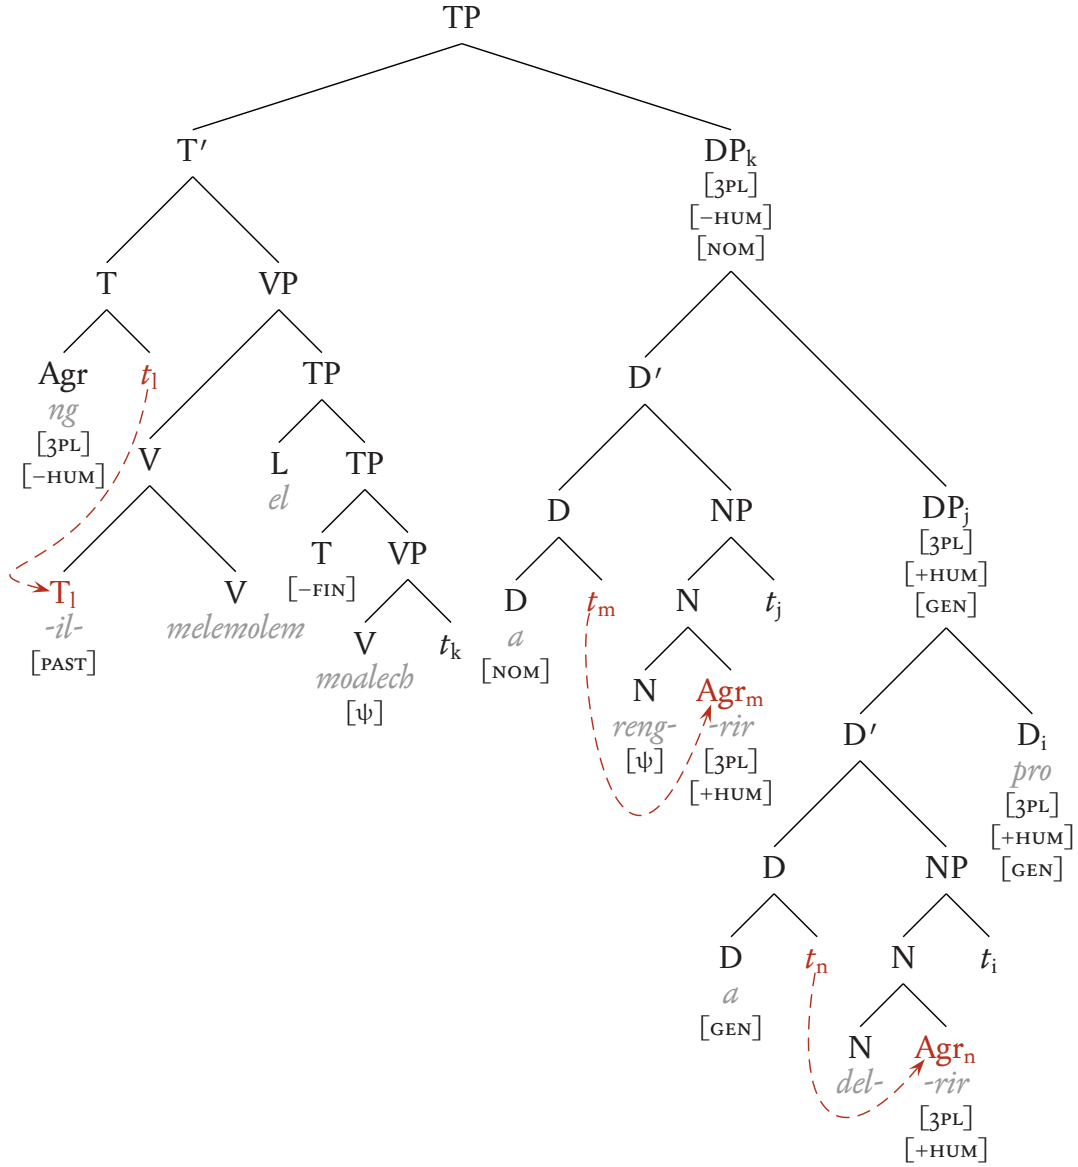 TP
T′ DPk
[3PL]
[−HUM]
[NOM]
T VP
D′
Agr tl TP
ng
[3PL]
[−HUM]
V L TP
el
D NP DPj
[3PL]
[+HUM]
[GEN]
T VP
[−FIN]
Tl V
-il- melemolem
[PAST]
D tm N tj
a
[NOM]
V tk
moalech
[ψ]
N Agrm
reng- -rir
[ψ] [3PL]
[+HUM]
D′ Di
pro
[3PL]
[+HUM]
[GEN]
D NP
D tn N ti
a
[GEN]
N Agrn
del- -rir
[3PL]
[+HUM]